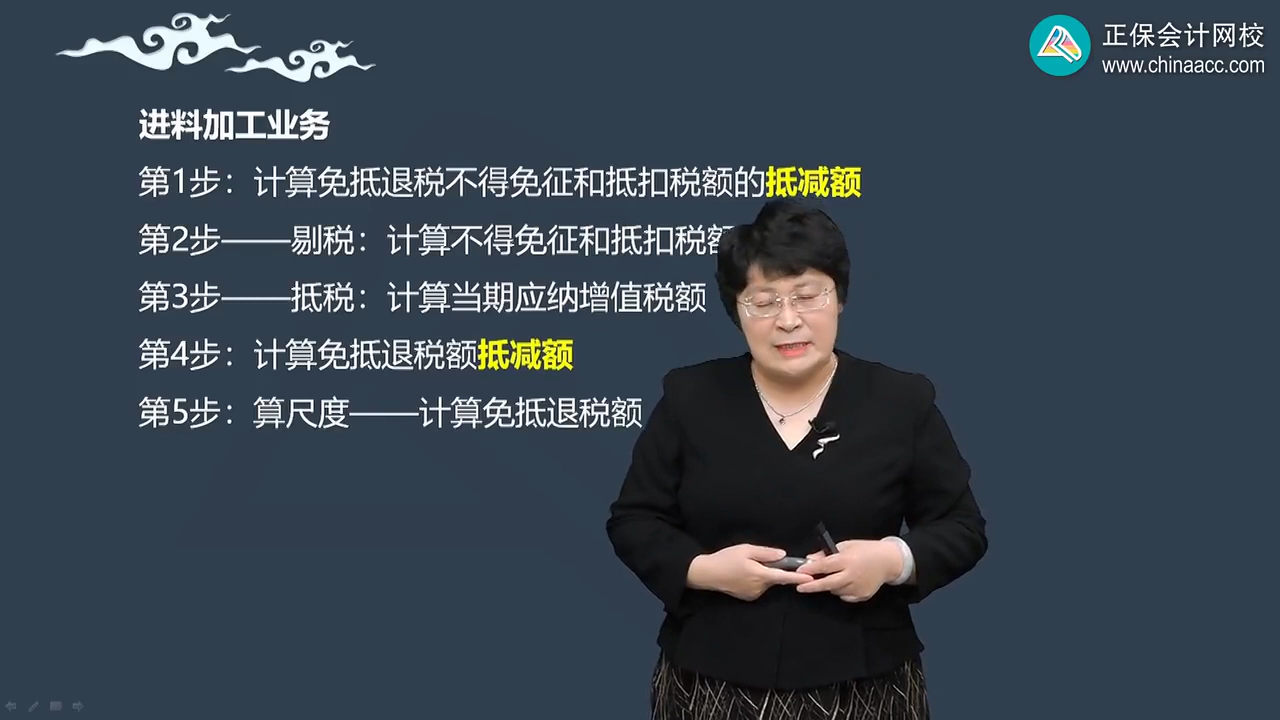 正保会计网校
www.chinaacc.com
进料加工业务
第1步：计算免抵退税不得免征和抵扣税额的抵减额
第2步——剔税：计算不得免征和抵扣税
第3步——抵税：计算当期应纳增值税额
第4步：计算免抵退税额抵减额
第5步：算尺度——计算免抵退税额